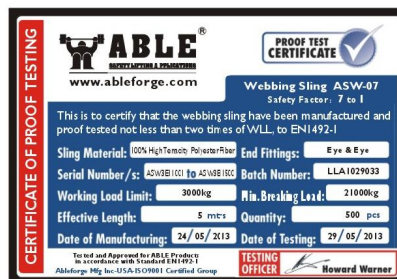 CERTIFICATE OF PROOF TESTING
ABLE®
SAFETY LIFTING & APPLICATIONS
www.ableforge.com
PROOF TEST
CERTIFICATE
Webbing Sling ASW-07
Safety Factor: 7 to 1
This is to certify that the webbing sling have been manufactured and
proof tested not less than two times of WLL, to EN1492-1
Sling Material: 100% High Tenacity Polyester Fiber End Fittings: Eye & Eye
Serial Number/s: to Batch Number: LLA1029033
Working Load Limit: 3000kg Min.Breaking Load: 21000kg
Effective Length: 5 mtrs Quantity: 500 pcs
Date of Manufacturing: 24/05/2013 Date of Testing: 29/05/2013
Tested and Approved for ABLE Products
in accordance with Standard EN1492-1
Ableforge Mfg Inc-USA-ISO9001 Certified Group
TESTING
OFFICER Howard Warner